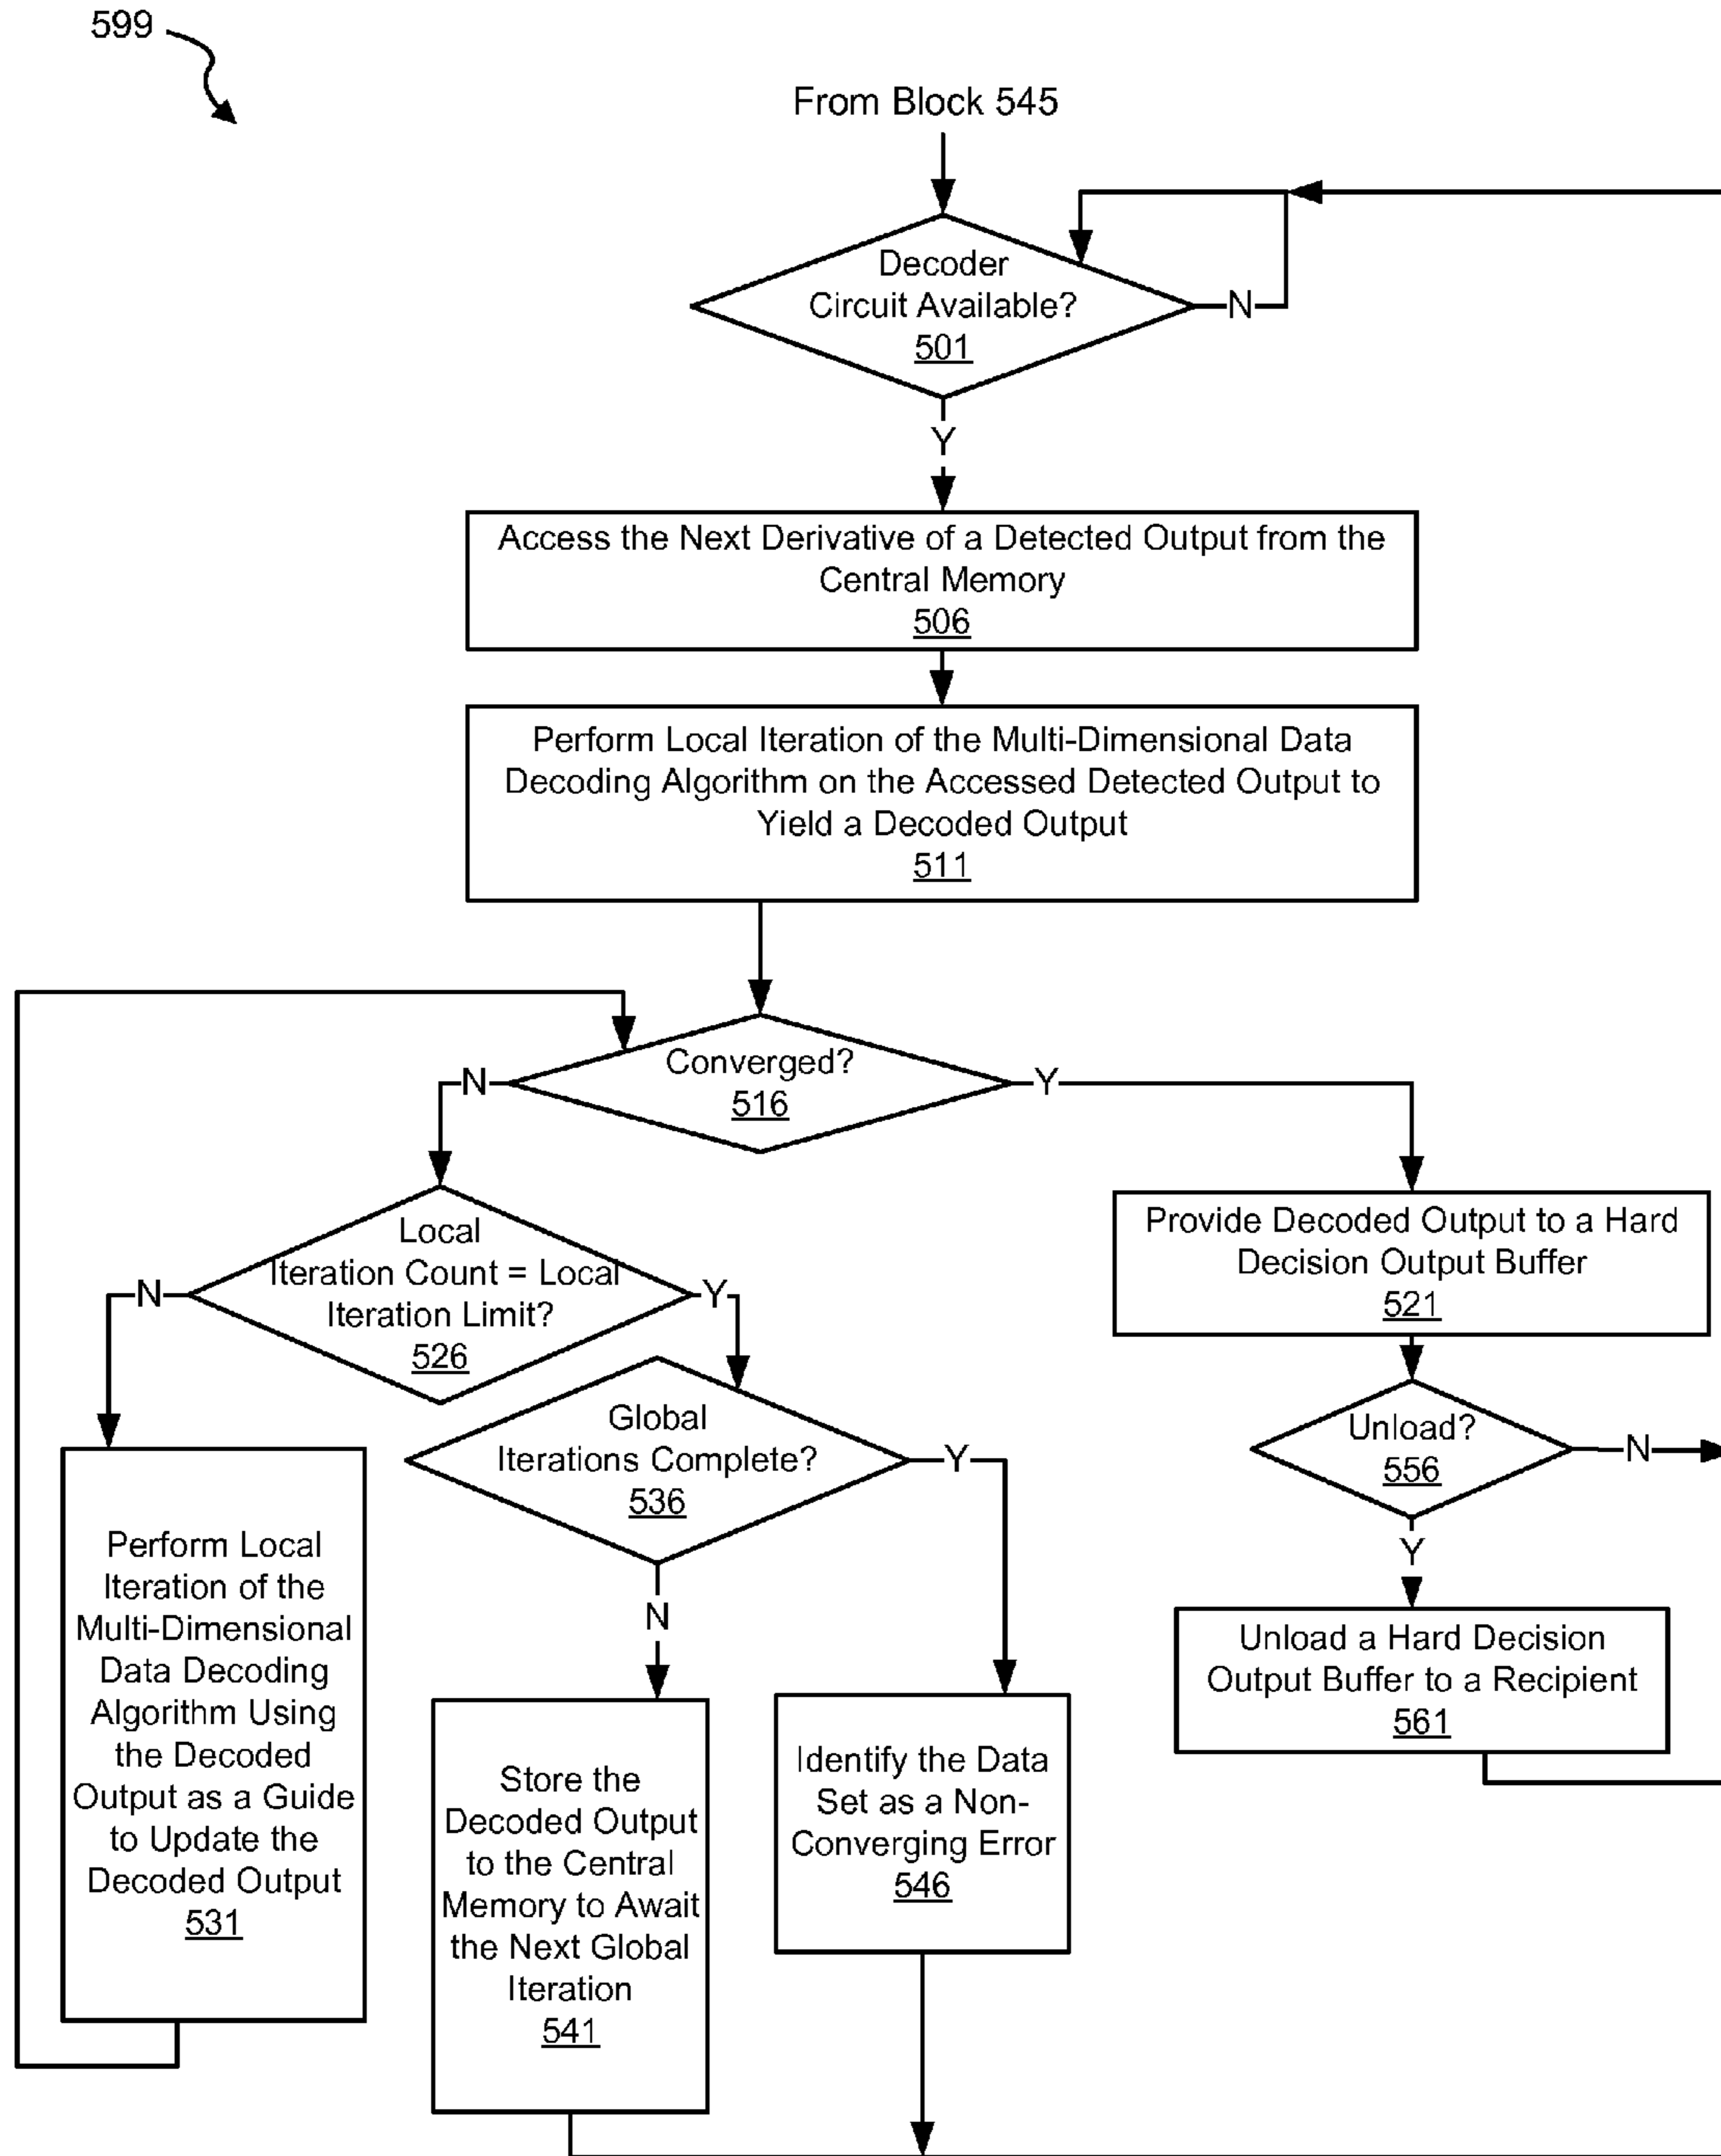 599
From Block 545
Decoder
Circuit Available?
501
N
Y
Access the Next Derivative of a Detected Output from the
Central Memory
506
Perform Local Iteration of the Multi-Dimensional Data
Decoding Algorithm on the Accessed Detected Output to
Yield a Decoded Output
511
Converged?
516
N
Y
Local
Iteration Count = Local
Iteration Limit?
526
N
Y
Provide Decoded Output to a Hard
Decision Output Buffer
521
Global
Iterations Complete?
536
Y
N
Unload?
556
N
Y
Perform Local
Iteration of the
Multi-Dimensional
Data Decoding
Algorithm Using
the Decoded
Output as a Guide
to Update the
Decoded Output
531
Store the
Decoded Output
to the Central
Memory to Await
the Next Global
Iteration
541
Identify the Data
Set as a Non-
Converging Error
546
Unload a Hard Decision
Output Buffer to a Recipient
561